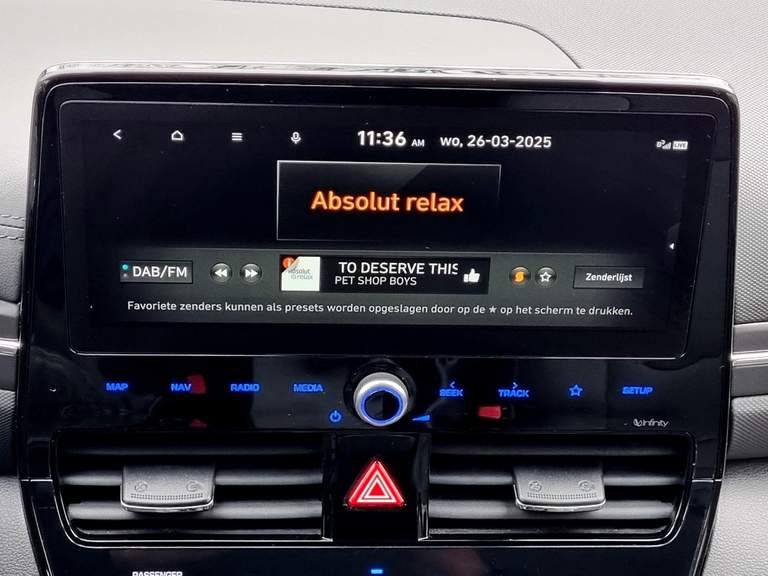 11:36 AM wo, 26-03-2025
LIVE
Absolut relax
DAB/FM
absolut relax
TO DESERVE THIS
PET SHOP BOYS
Zenderlijst
Favoriete zenders kunnen als presets worden opgeslagen door op de ★ op het scherm te drukken.
MAP NAV RADIO MEDIA SEEK TRACK SETUP
infinity
PASSENGER